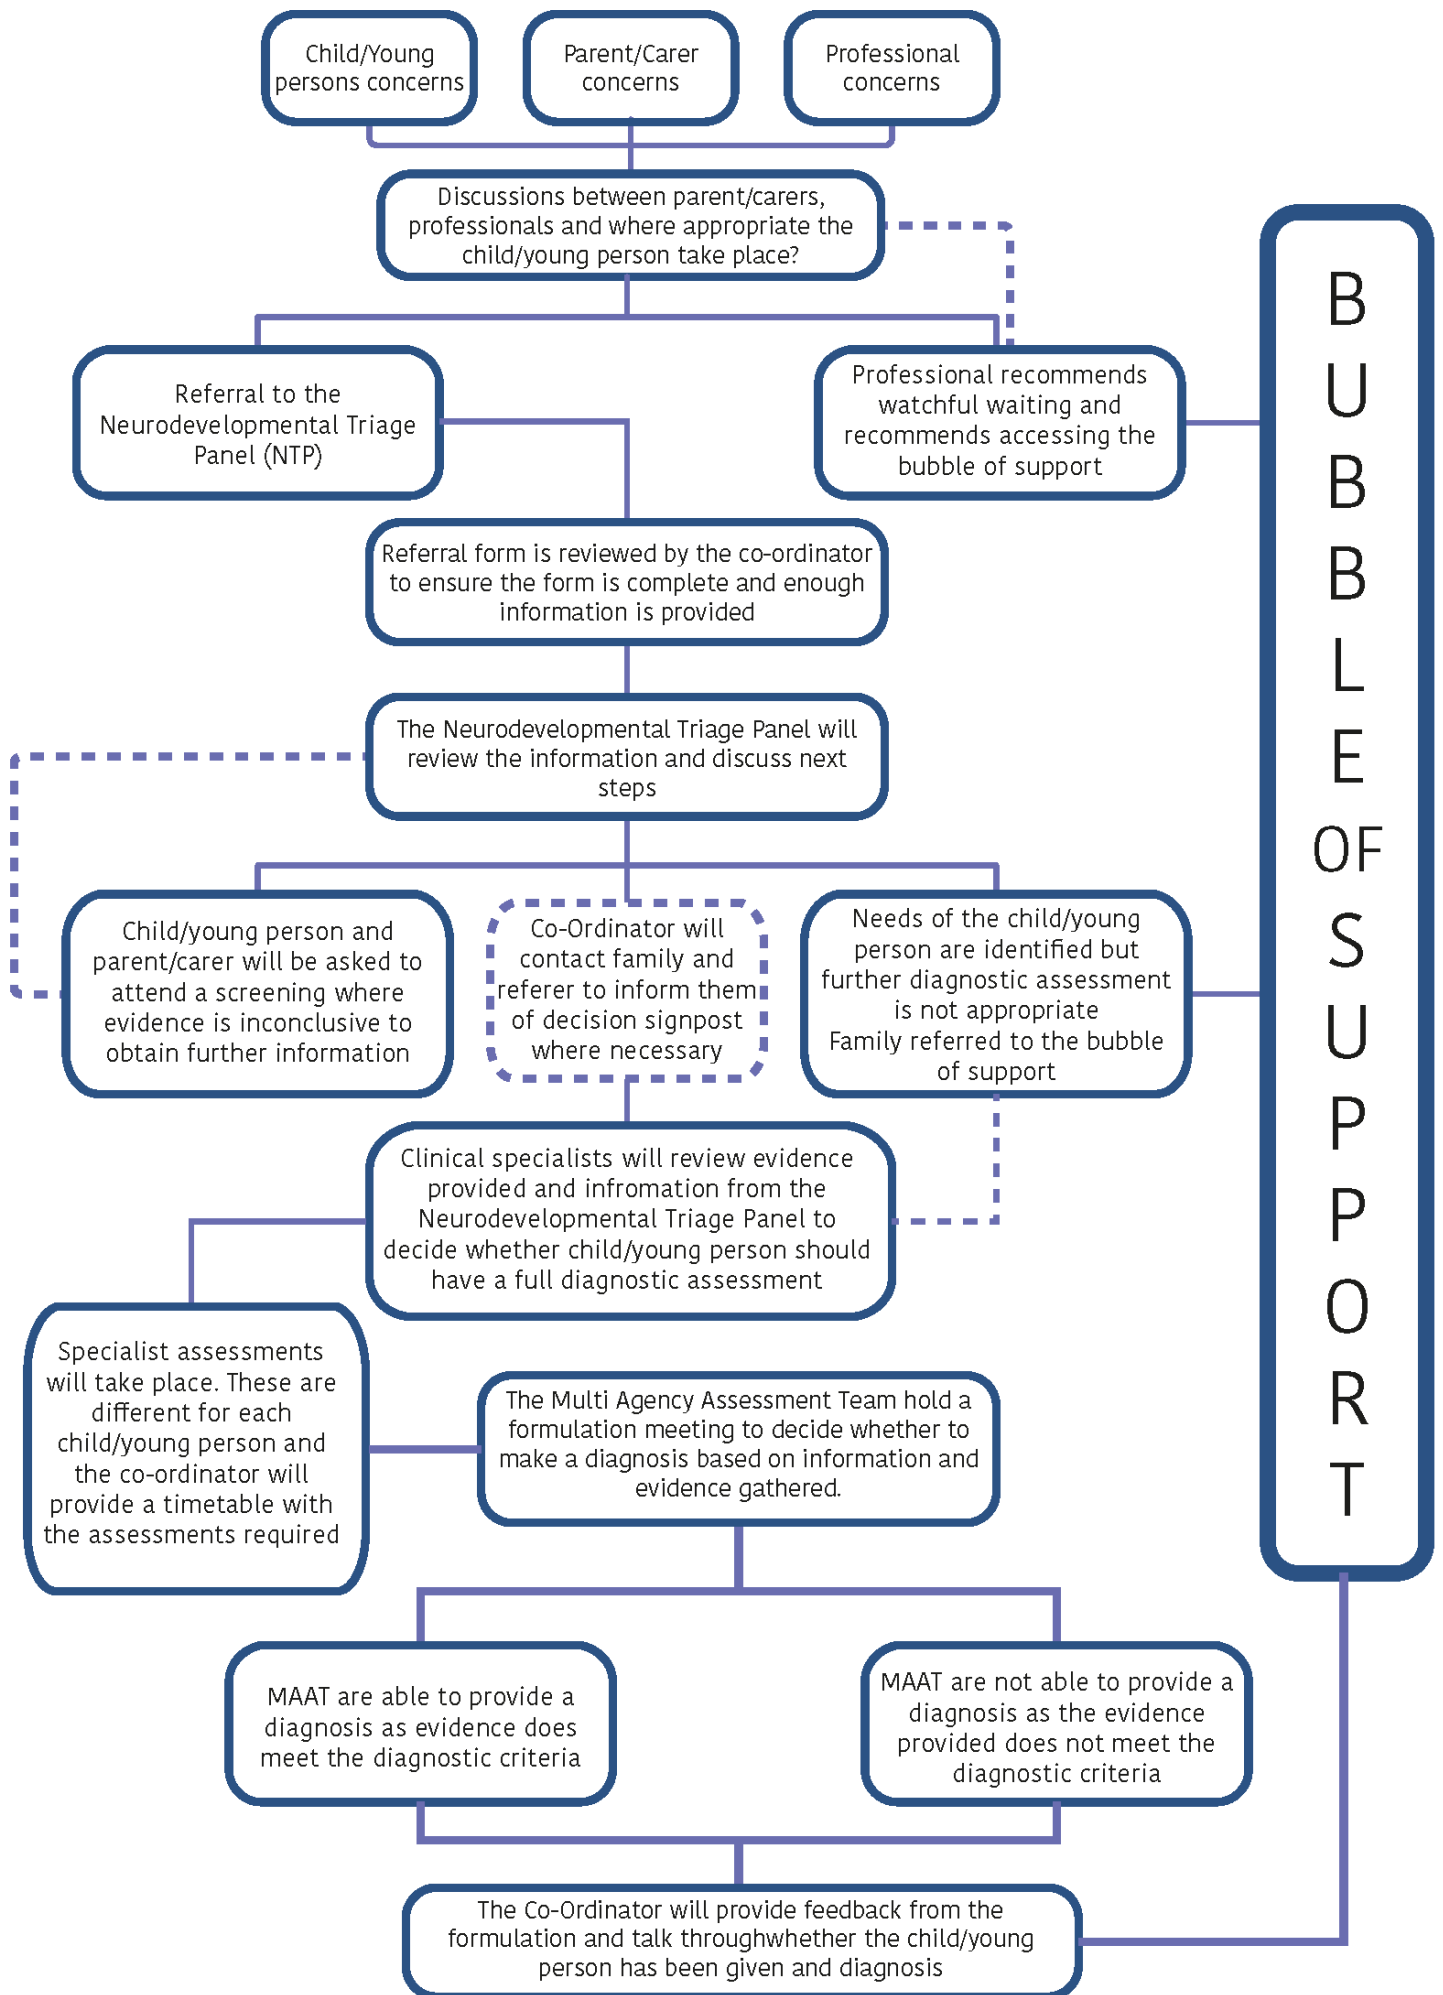 Child/Young
persons concerns
Parent/Carer
concerns
Professional
concerns
Discussions between parent/carers,
professionals and where appropriate the
child/young person take place?
Referral to the
Neurodevelopmental Triage
Panel (NTP)
Professional recommends
watchful waiting and
recommends accessing the
bubble of support
Referral form is reviewed by the co-ordinator
to ensure the form is complete and enough
information is provided
The Neurodevelopmental Triage Panel will
review the information and discuss next
steps
Child/young person and
parent/carer will be asked to
attend a screening where
evidence is inconclusive to
obtain further information
Co-Ordinator will
contact family and
referer to inform them
of decision signpost
where necessary
Needs of the child/young
person are identified but
further diagnostic assessment
is not appropriate
Family referred to the bubble
of support
Clinical specialists will review evidence
provided and infromation from the
Neurodevelopmental Triage Panel to
decide whether child/young person should
have a full diagnostic assessment
Specialist assessments
will take place. These are
different for each
child/young person and
the co-ordinator will
provide a timetable with
the assessments required
The Multi Agency Assessment Team hold a
formulation meeting to decide whether to
make a diagnosis based on information and
evidence gathered.
MAAT are able to provide a
diagnosis as evidence does
meet the diagnostic criteria
MAAT are not able to provide a
diagnosis as the evidence
provided does not meet the
diagnostic criteria
The Co-Ordinator will provide feedback from the
formulation and talk throughwhether the child/young
person has been given and diagnosis
B
U
B
B
L
E
OF
S
U
P
P
O
R
T